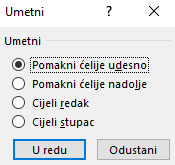 Umetni
Umetni
Pomakni ćelije udesno
Pomakni ćelije nadolje
Cijeli redak
Cijeli stupac
U redu
Odustani